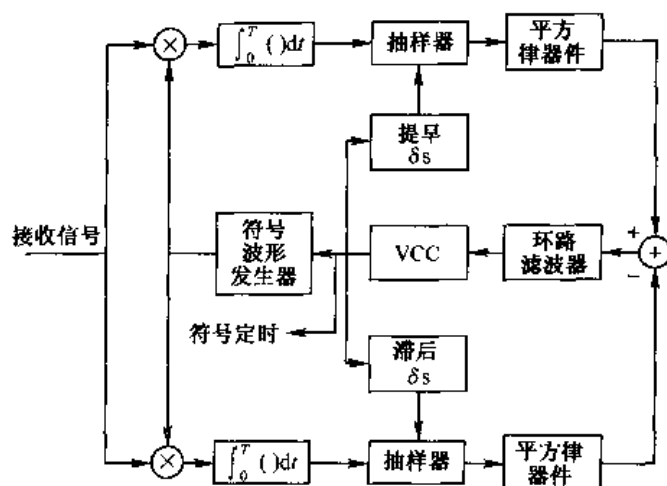 ∫₀ᵀ ( )dt
抽样器
平方
律器件
提早
δs
接收信号
符号
波形
发生器
VCC
环路
滤波器
+
+
−
符号定时
滞后
δs
∫₀ᵀ ( )dt
抽样器
平方律
器件